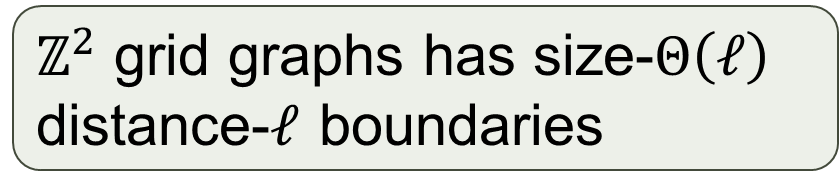 ℤ² grid graphs has size-Θ(ℓ)
distance-ℓ boundaries